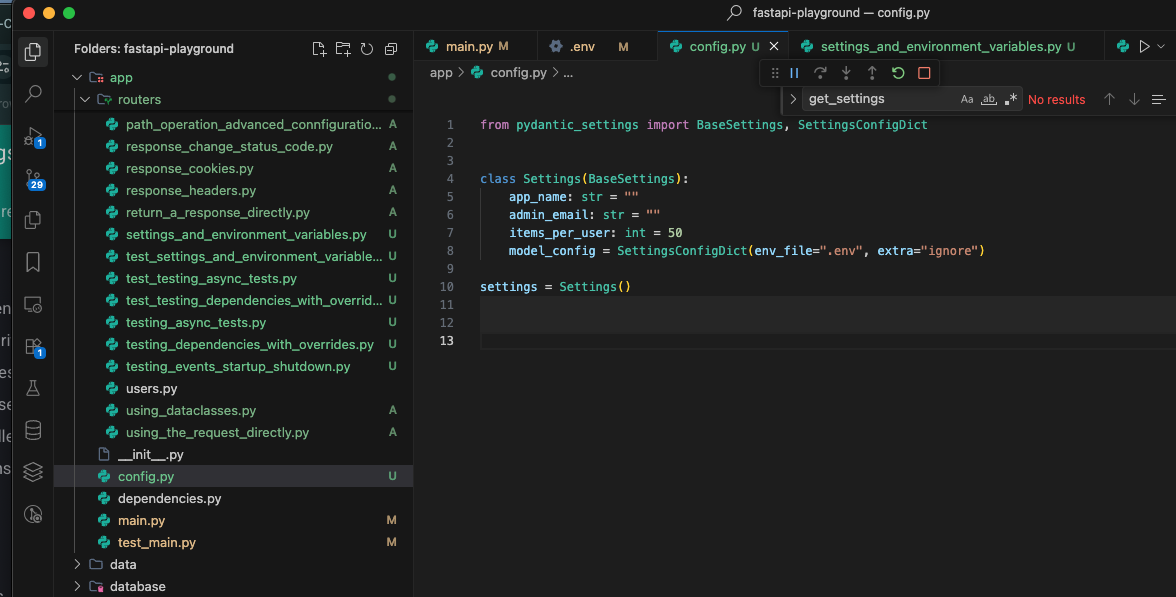 fastapi-playground — config.py
Folders: fastapi-playground
app
routers
path_operation_advanced_connfiguratio... A
response_change_status_code.py A
response_cookies.py A
response_headers.py A
return_a_response_directly.py A
settings_and_environment_variables.py U
test_settings_and_environment_variable... U
test_testing_async_tests.py U
test_testing_dependencies_with_overrid... U
testing_async_tests.py U
testing_dependencies_with_overrides.py U
testing_events_startup_shutdown.py U
users.py
using_dataclasses.py A
using_the_request_directly.py A
__init__.py
config.py U
dependencies.py
main.py M
test_main.py M
data
database
1
29
1
main.py M .env M config.py U settings_and_environment_variables.py U
app > config.py > ...
get_settings Aa ab .* No results
1 from pydantic_settings import BaseSettings, SettingsConfigDict
2
3
4 class Settings(BaseSettings):
5 app_name: str = ""
6 admin_email: str = ""
7 items_per_user: int = 50
8 model_config = SettingsConfigDict(env_file=".env", extra="ignore")
9
10 settings = Settings()
11
12
13